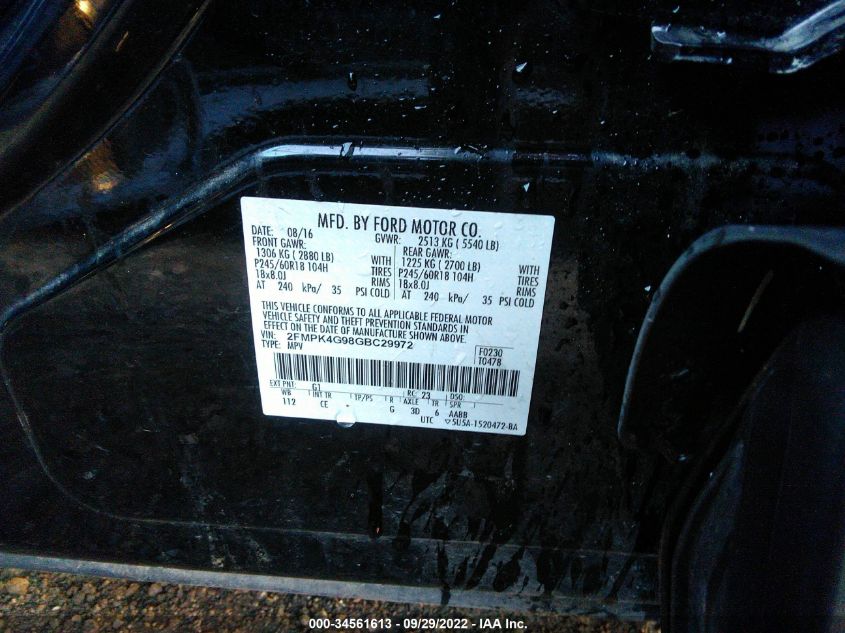 MFD. BY FORD MOTOR CO.
DATE: 08/16 GVWR: 2513 KG ( 5540 LB)
FRONT GAWR: REAR GAWR:
1306 KG ( 2880 LB) WITH 1225 KG ( 2700 LB) WITH
P245/60R18 104H TIRES P245/60R18 104H TIRES
18x8.0J RIMS 18x8.0J RIMS
AT 240 kPa/ 35 PSI COLD AT 240 kPa/ 35 PSI COLD
THIS VEHICLE CONFORMS TO ALL APPLICABLE FEDERAL MOTOR
VEHICLE SAFETY AND THEFT PREVENTION STANDARDS IN
EFFECT ON THE DATE OF MANUFACTURE SHOWN ABOVE.
VIN: 2FMPK4G98GBC29972
TYPE: MPV
F0230
T0478
EXT PNT: G1 RC: 23 DSO:
WB INT TR TP/PS R AXLE TR SPR
112 CE G 3D 6 AABB
UTC ▽5U5A-1520472-BA
000-34561613 — 09/29/2022 — IAA Inc.